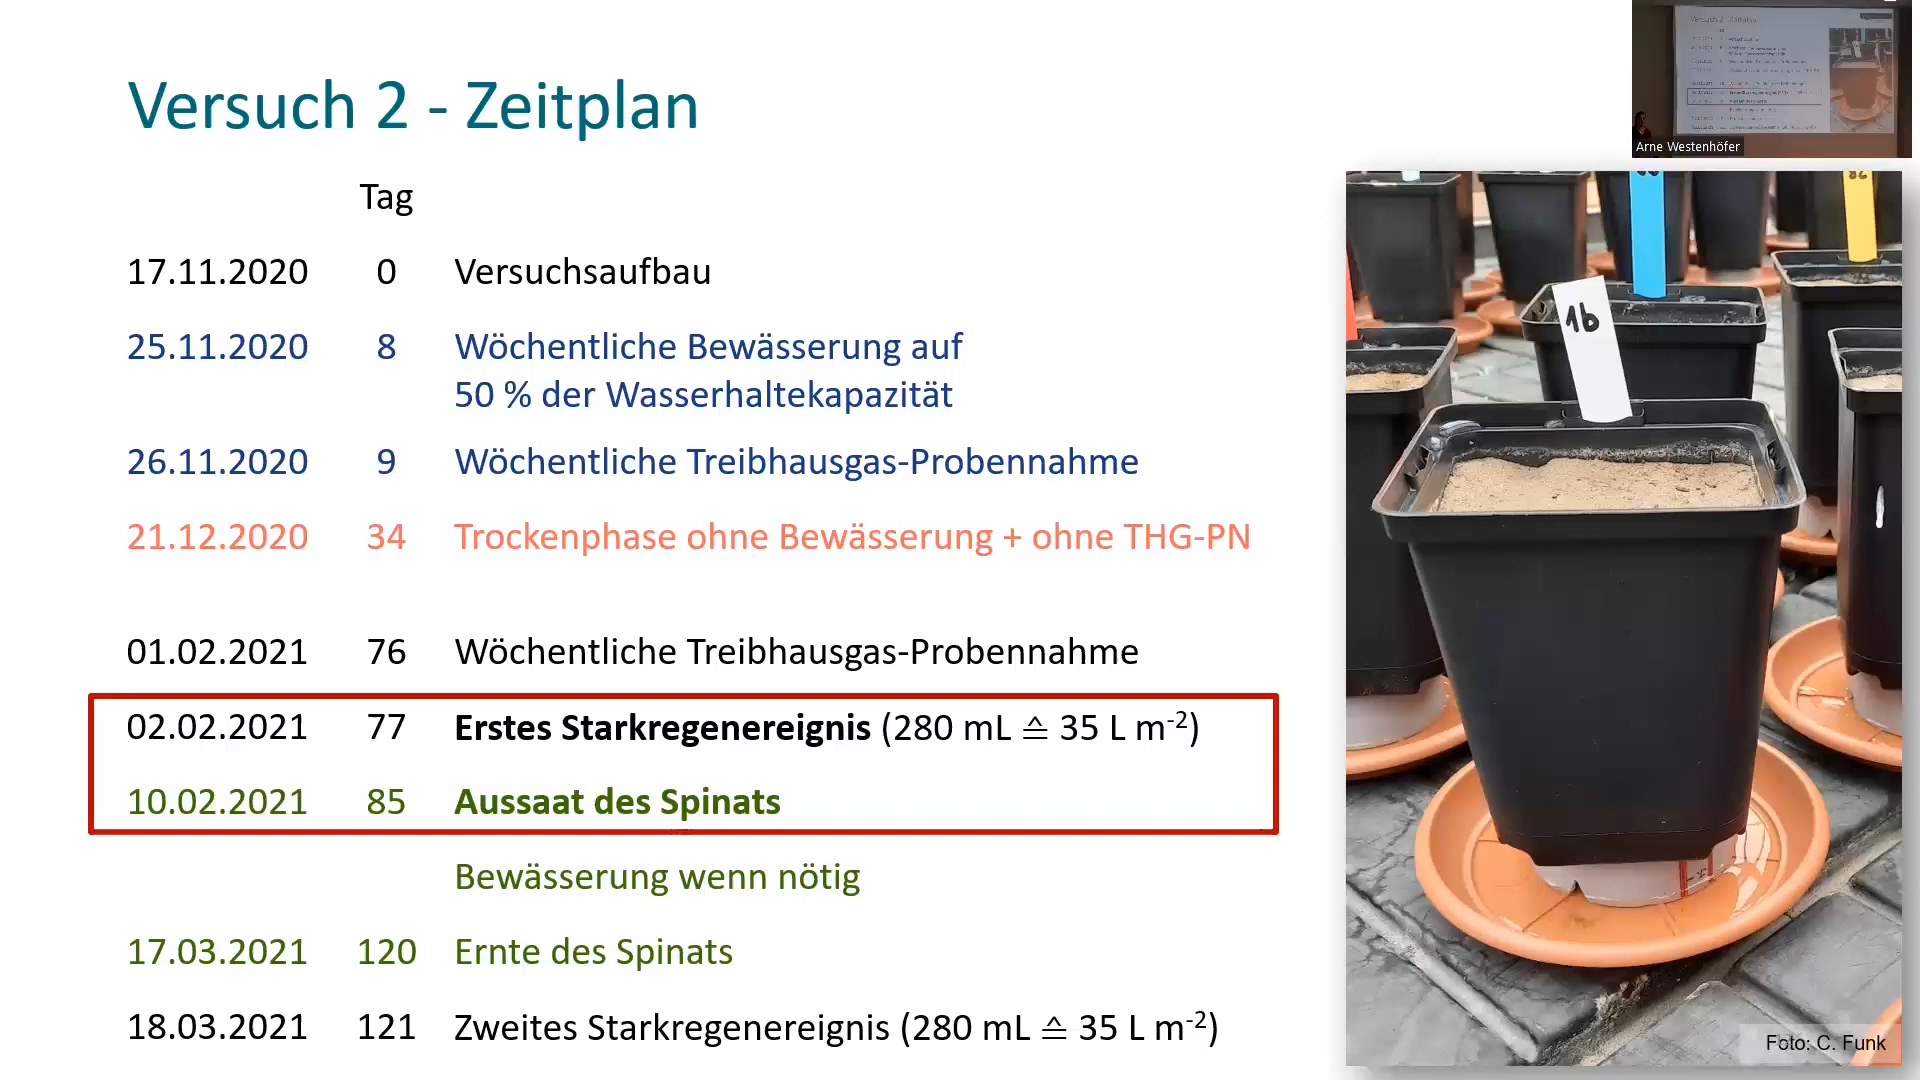 Versuch 2 - Zeitplan
Arne Westenhöfer
Tag
17.11.2020 0 Versuchsaufbau
25.11.2020 8 Wöchentliche Bewässerung auf
50 % der Wasserhaltekapazität
26.11.2020 9 Wöchentliche Treibhausgas-Probennahme
21.12.2020 34 Trockenphase ohne Bewässerung + ohne THG-PN
01.02.2021 76 Wöchentliche Treibhausgas-Probennahme
02.02.2021 77 Erstes Starkregenereignis (280 mL ≙ 35 L m⁻²)
10.02.2021 85 Aussaat des Spinats
Bewässerung wenn nötig
17.03.2021 120 Ernte des Spinats
18.03.2021 121 Zweites Starkregenereignis (280 mL ≙ 35 L m⁻²)
1b
Foto: C. Funk